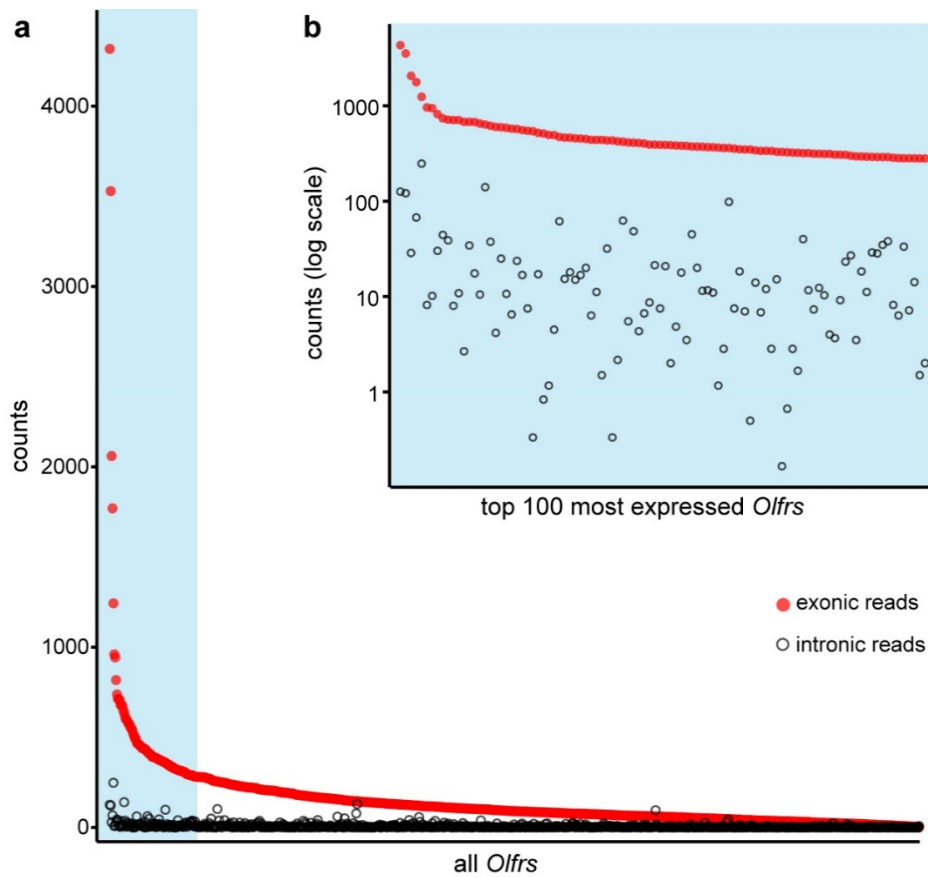 a
4000
3000
2000
1000
0
counts
all Olfrs
b
1000
100
10
1
counts (log scale)
top 100 most expressed Olfrs
exonic reads
intronic reads